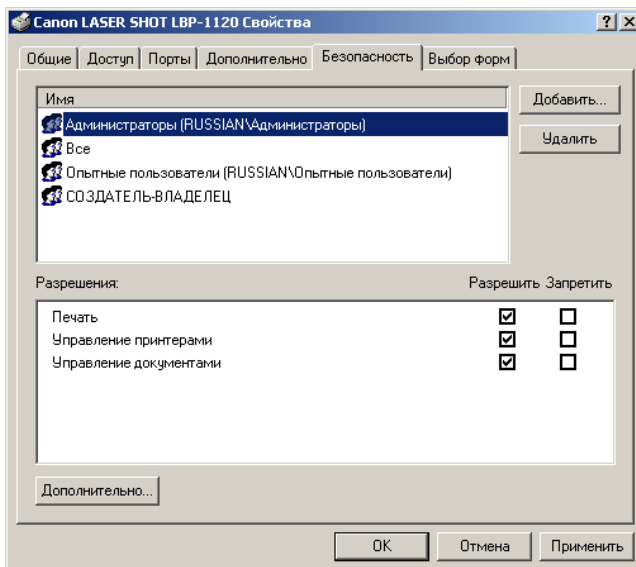 Canon LASER SHOT LBP-1120 Свойства
Общие Доступ Порты Дополнительно Безопасность Выбор форм
Имя
Добавить...
Администраторы (RUSSIAN\Администраторы)
Удалить
Все
Опытные пользователи (RUSSIAN\Опытные пользователи)
СОЗДАТЕЛЬ-ВЛАДЕЛЕЦ
Разрешения: Разрешить Запретить
Печать
Управление принтерами
Управление документами
Дополнительно...
OK Отмена Применить